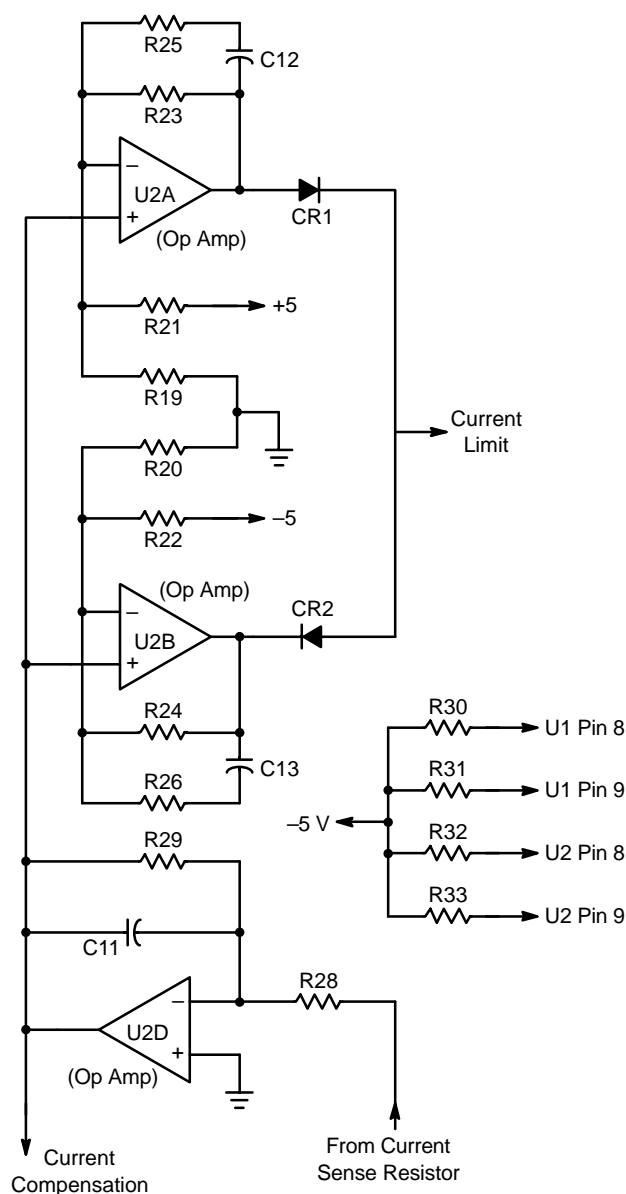 R25
C12
R23
–
U2A
+
(Op Amp)
CR1
R21
+5
R19
Current
Limit
R20
R22
–5
(Op Amp)
–
U2B
+
CR2
R24
C13
R26
R30
U1 Pin 8
R31
U1 Pin 9
–5 V
R32
U2 Pin 8
R33
U2 Pin 9
R29
C11
R28
–
U2D
+
(Op Amp)
From Current
Sense Resistor
Current
Compensation